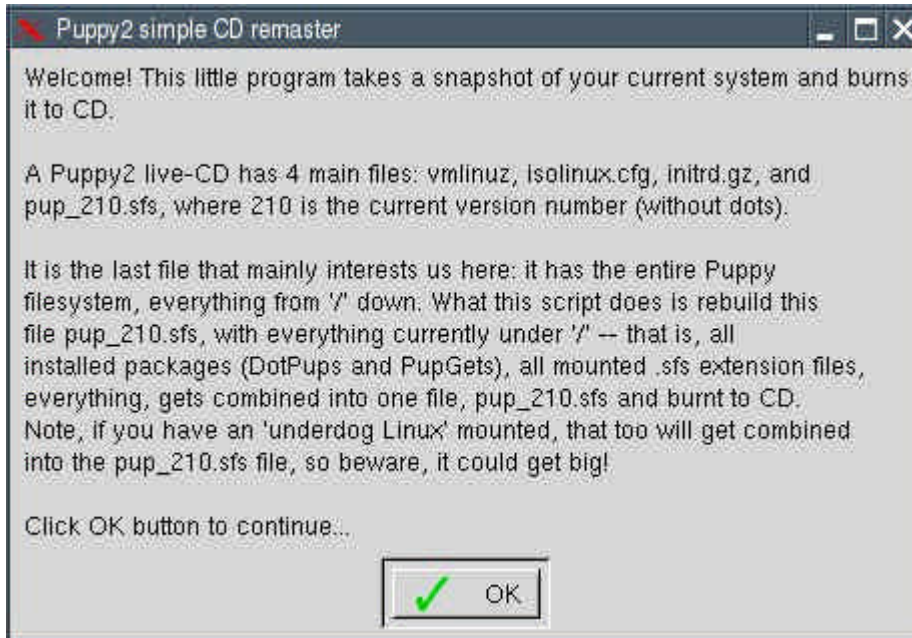 Puppy2 simple CD remaster
Welcome! This little program takes a snapshot of your current system and burns
it to CD.
A Puppy2 live-CD has 4 main files: vmlinuz, isolinux.cfg, initrd.gz, and
pup_210.sfs, where 210 is the current version number (without dots).
It is the last file that mainly interests us here: it has the entire Puppy
filesystem, everything from '/' down. What this script does is rebuild this
file pup_210.sfs, with everything currently under '/' -- that is, all
installed packages (DotPups and PupGets), all mounted .sfs extension files,
everything, gets combined into one file, pup_210.sfs and burnt to CD.
Note, if you have an 'underdog Linux' mounted, that too will get combined
into the pup_210.sfs file, so beware, it could get big!
Click OK button to continue...
OK